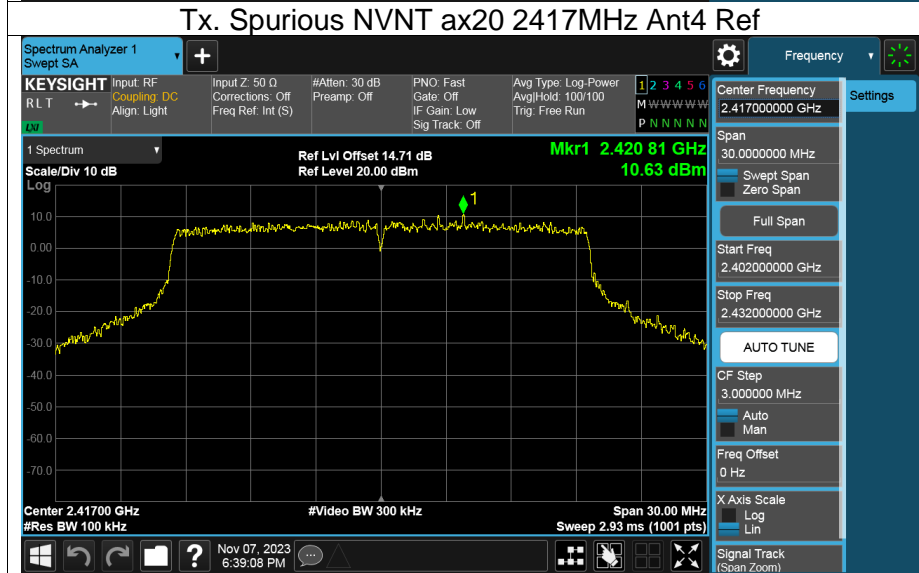 Tx. Spurious NVNT ax20 2417MHz Ant4 Ref
Spectrum Analyzer 1
Swept SA
+
Frequency
KEYSIGHT
RLT
LXI
Input: RF
Coupling: DC
Align: Light
Input Z: 50 Ω
Corrections: Off
Freq Ref: Int (S)
#Atten: 30 dB
Preamp: Off
PNO: Fast
Gate: Off
IF Gain: Low
Sig Track: Off
Avg Type: Log-Power
Avg|Hold: 100/100
Trig: Free Run
1 2 3 4 5 6
M W W W W W
P N N N N N
1 Spectrum
Scale/Div 10 dB
Log
Ref Lvl Offset 14.71 dB
Ref Level 20.00 dBm
Mkr1 2.420 81 GHz
10.63 dBm
1
10.0
0.00
-10.0
-20.0
-30.0
-40.0
-50.0
-60.0
-70.0
Center 2.41700 GHz
#Res BW 100 kHz
#Video BW 300 kHz
Span 30.00 MHz
Sweep 2.93 ms (1001 pts)
Center Frequency
2.417000000 GHz
Settings
Span
30.0000000 MHz
Swept Span
Zero Span
Full Span
Start Freq
2.402000000 GHz
Stop Freq
2.432000000 GHz
AUTO TUNE
CF Step
3.000000 MHz
Auto
Man
Freq Offset
0 Hz
X Axis Scale
Log
Lin
Signal Track
(Span Zoom)
?
Nov 07, 2023
6:39:08 PM